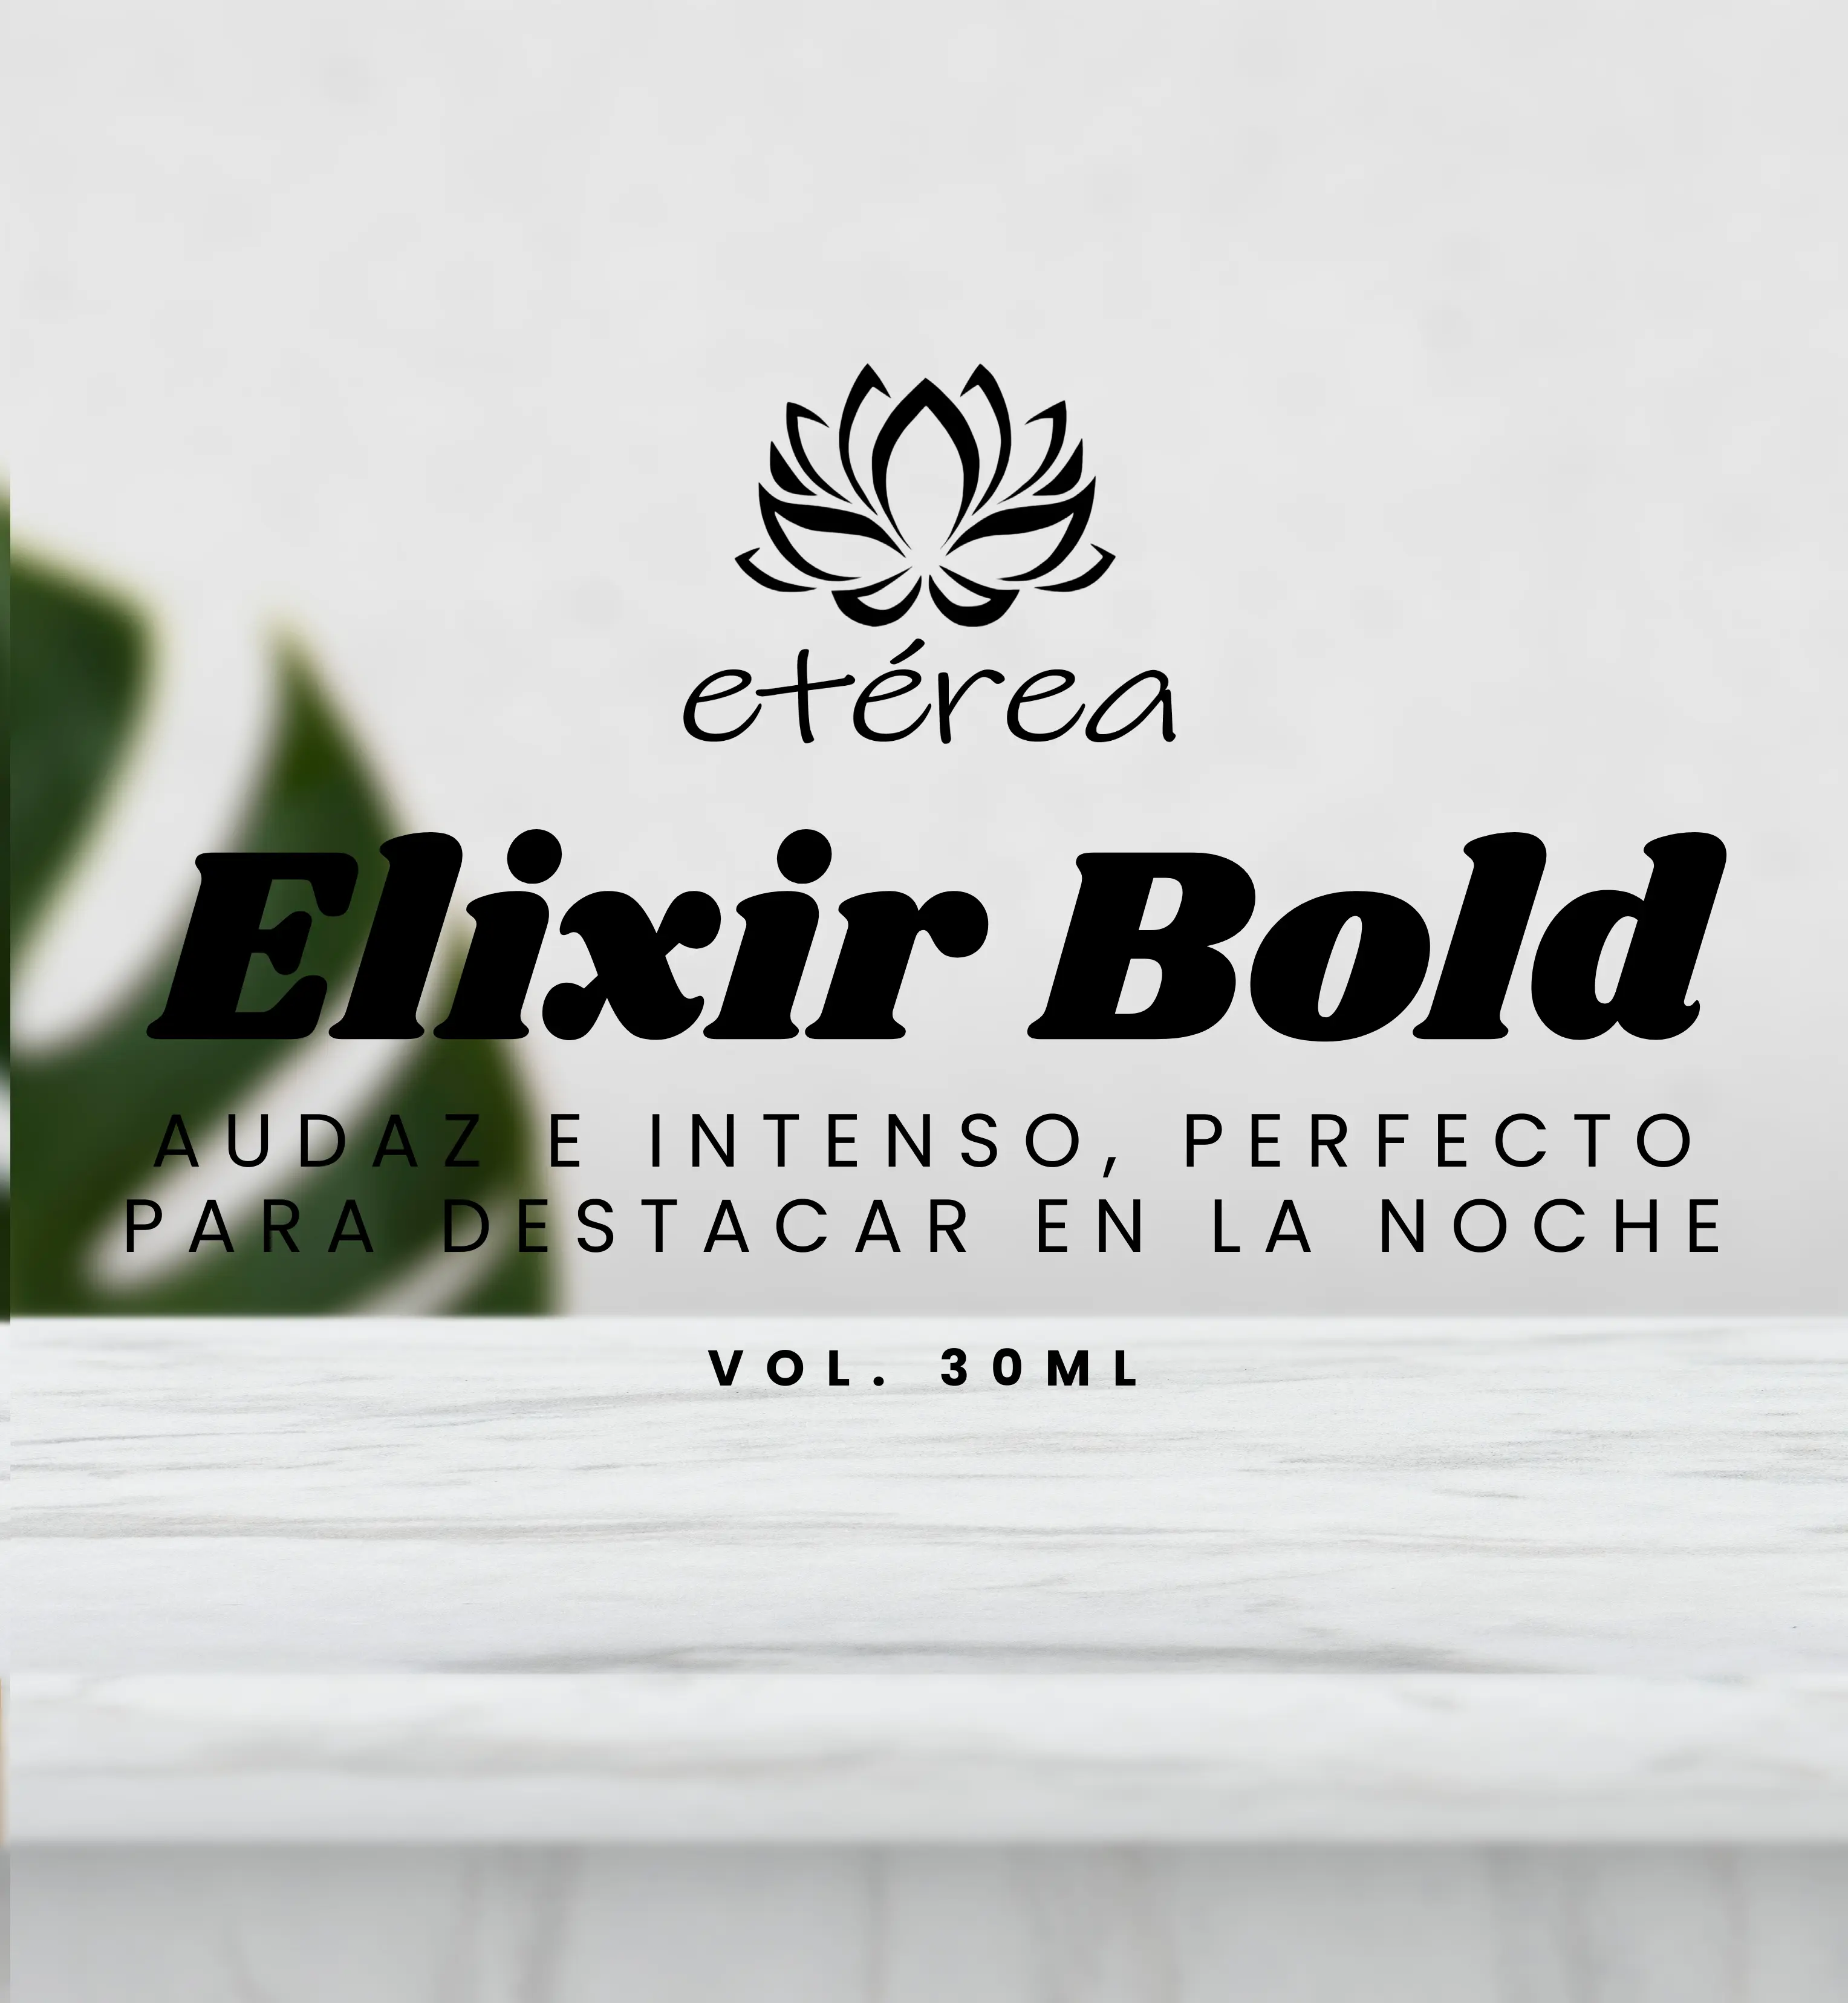 etérea
Elixir Bold
AUDAZ E INTENSO, PERFECTO
PARA DESTACAR EN LA NOCHE
VOL. 30ML